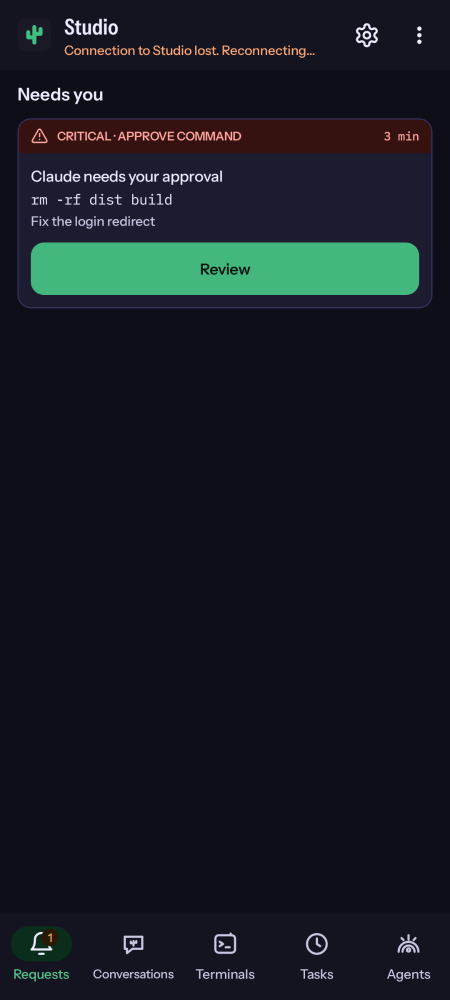 Studio
Connection to Studio lost. Reconnecting...
Needs you
CRITICAL · APPROVE COMMAND 3 min
Claude needs your approval
rm -rf dist build
Fix the login redirect
Review
1
Requests Conversations Terminals Tasks Agents